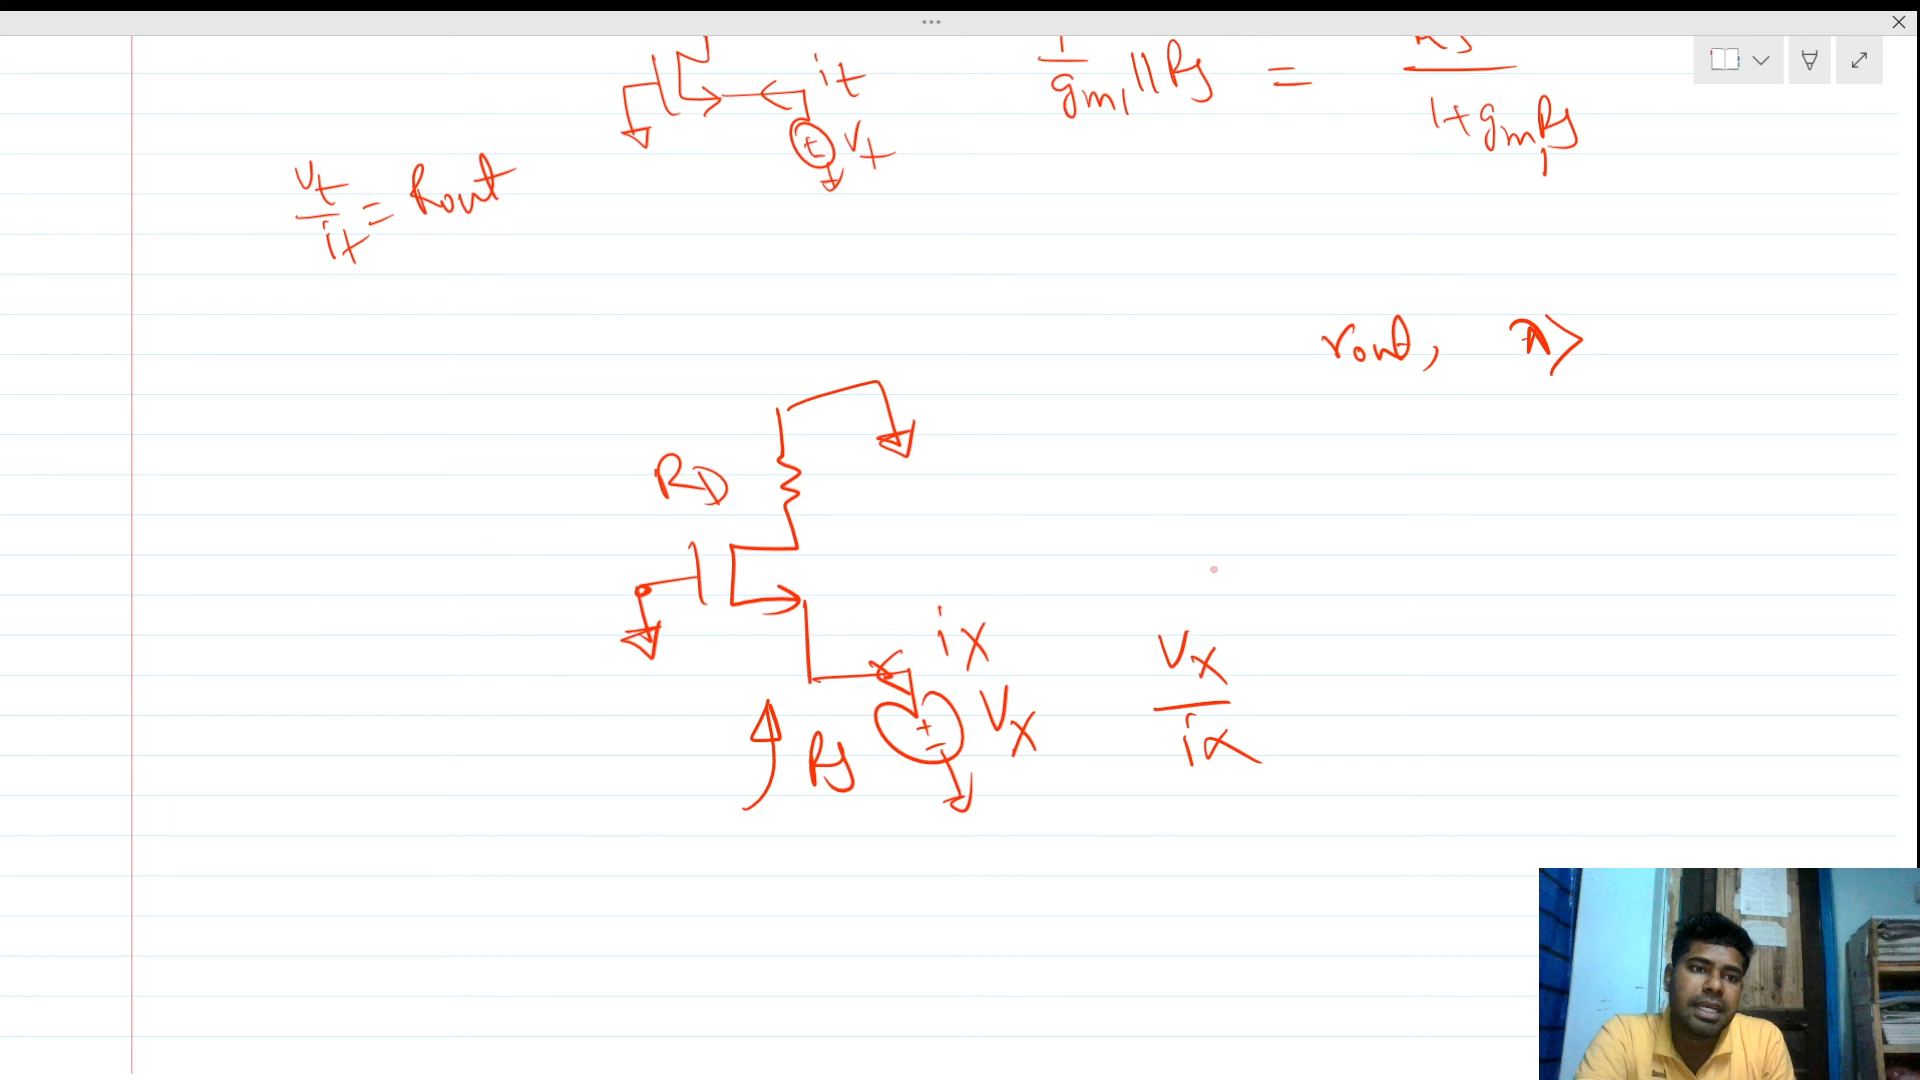 it
1/gm1 || Rs = Rs/1+gm1Rs
Vt
vt/it = Rout
rout, λ>
RD
ix
Vx
Rs
Vx/ix